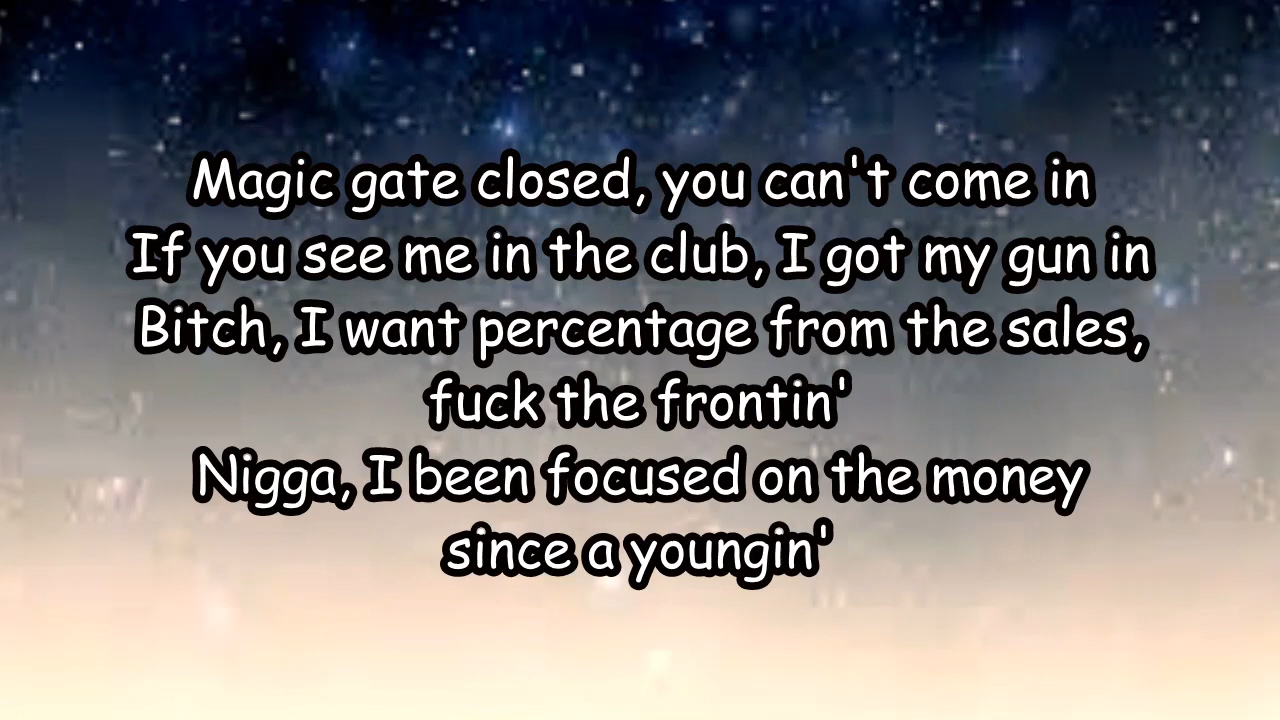 Magic gate closed, you can't come in
If you see me in the club, I got my gun in
Bitch, I want percentage from the sales,
fuck the frontin'
Nigga, I been focused on the money
since a youngin'